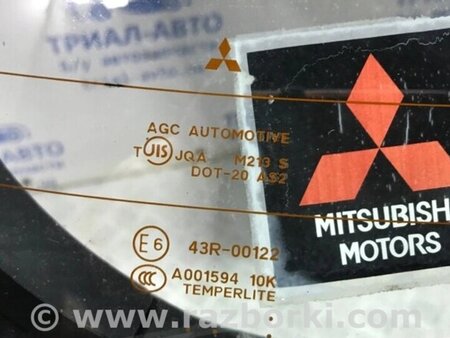 ТРИАЛ-АВТО
AGC AUTOMOTIVE
T JIS JQA M219 S
DOT-20 AS2
E6 43R-00122
CCC A001594 10K
TEMPERLITE
MITSUBISHI
MOTORS
© www.razborki.com